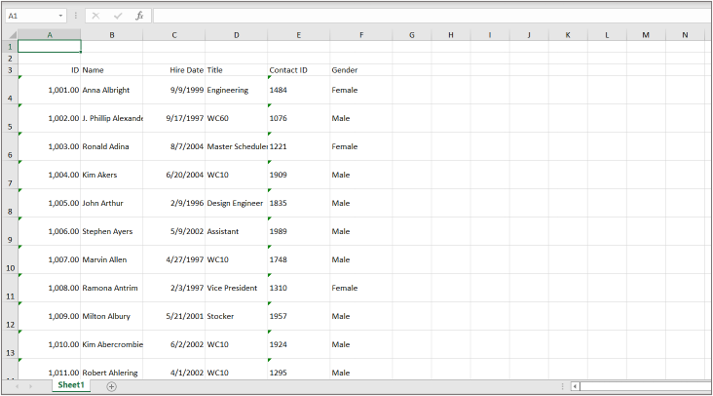 A1 fx
A B C D E F G H I J K L M N
1
2
3 ID Name Hire Date Title Contact ID Gender
4 1,001.00 Anna Albright 9/9/1999 Engineering 1484 Female
5 1,002.00 J. Phillip Alexande 9/17/1997 WC60 1076 Male
6 1,003.00 Ronald Adina 8/7/2004 Master Scheduler 1221 Female
7 1,004.00 Kim Akers 6/20/2004 WC10 1909 Male
8 1,005.00 John Arthur 2/9/1996 Design Engineer 1835 Male
9 1,006.00 Stephen Ayers 5/9/2002 Assistant 1989 Male
10 1,007.00 Marvin Allen 4/27/1997 WC10 1748 Male
11 1,008.00 Ramona Antrim 2/3/1997 Vice President 1310 Female
12 1,009.00 Milton Albury 5/21/2001 Stocker 1957 Male
13 1,010.00 Kim Abercrombie 6/2/2002 WC10 1924 Male
1,011.00 Robert Ahlering 4/1/2002 WC10 1295 Male
Sheet1